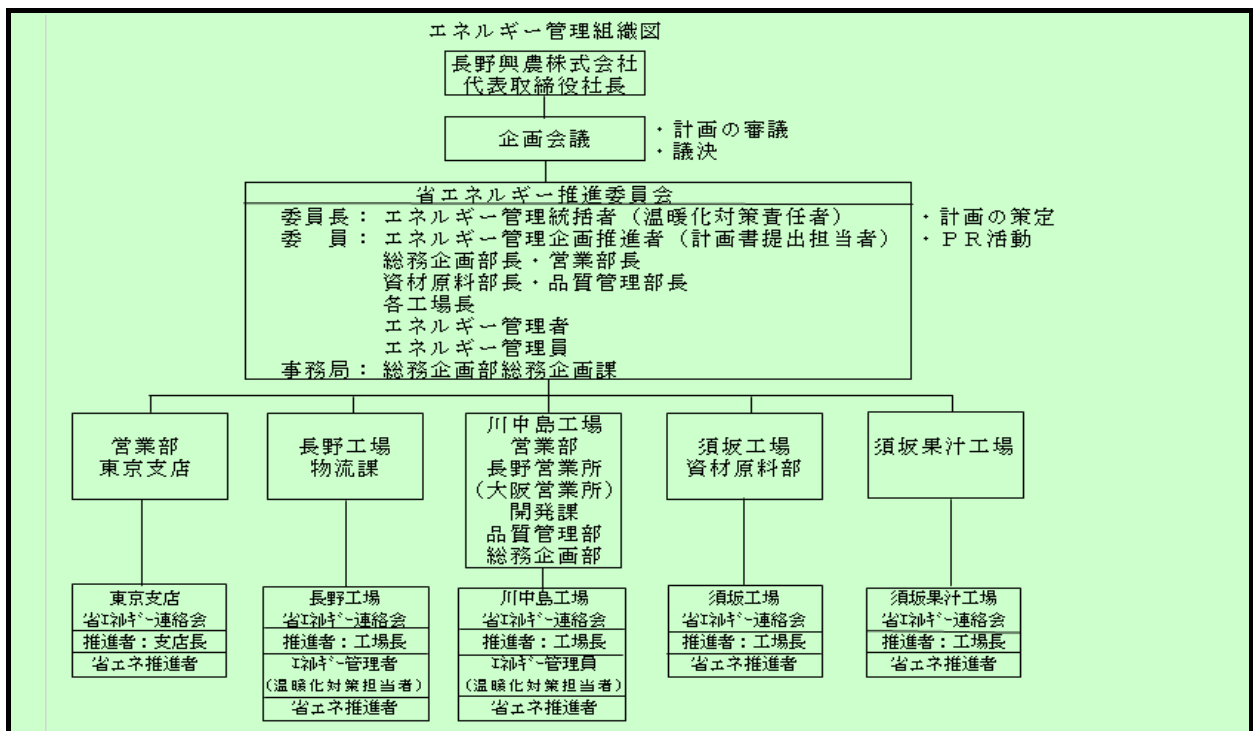 エネルギー管理組織図
長野興農株式会社
代表取締役社長
企画会議
・計画の審議
・議決
省エネルギー推進委員会
委員長： エネルギー管理統括者（温暖化対策責任者）
委　員： エネルギー管理企画推進者（計画書提出担当者）
総務企画部長・営業部長
資材原料部長・品質管理部長
各工場長
エネルギー管理者
エネルギー管理員
事務局： 総務企画部総務企画課
・計画の策定
・ＰＲ活動
営業部
東京支店
長野工場
物流課
川中島工場
営業部
長野営業所
（大阪営業所）
開発課
品質管理部
総務企画部
須坂工場
資材原料部
須坂果汁工場
東京支店
省ｴﾈﾙｷﾞｰ連絡会
推進者：支店長
省エネ推進者
長野工場
省ｴﾈﾙｷﾞｰ連絡会
推進者：工場長
ｴﾈﾙｷﾞｰ管理者
(温暖化対策担当者)
省エネ推進者
川中島工場
省ｴﾈﾙｷﾞｰ連絡会
推進者：工場長
ｴﾈﾙｷﾞｰ管理員
(温暖化対策担当者)
省エネ推進者
須坂工場
省ｴﾈﾙｷﾞｰ連絡会
推進者：工場長
省エネ推進者
須坂果汁工場
省ｴﾈﾙｷﾞｰ連絡会
推進者：工場長
省エネ推進者